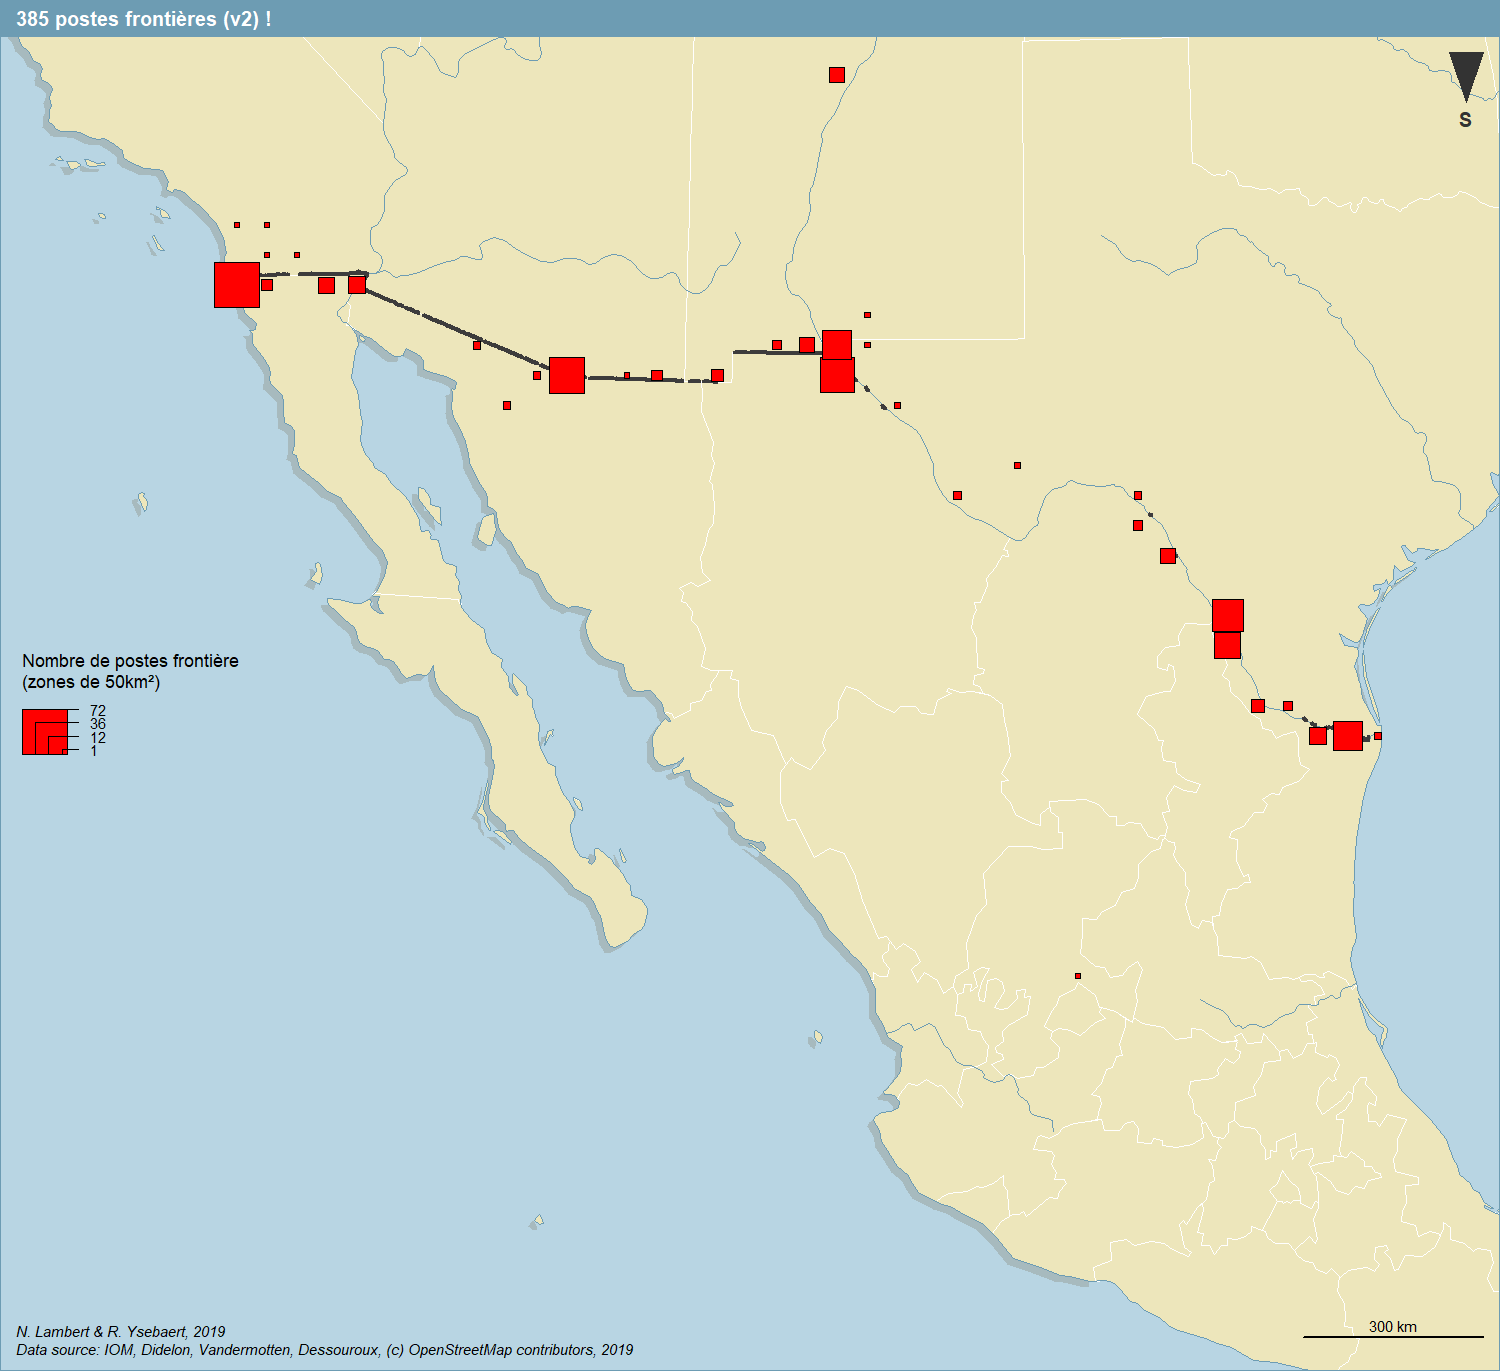 385 postes frontières (v2) !
S
Nombre de postes frontière
(zones de 50km²)
72
36
12
1
300 km
N. Lambert & R. Ysebaert, 2019
Data source: IOM, Didelon, Vandermotten, Dessouroux, (c) OpenStreetMap contributors, 2019